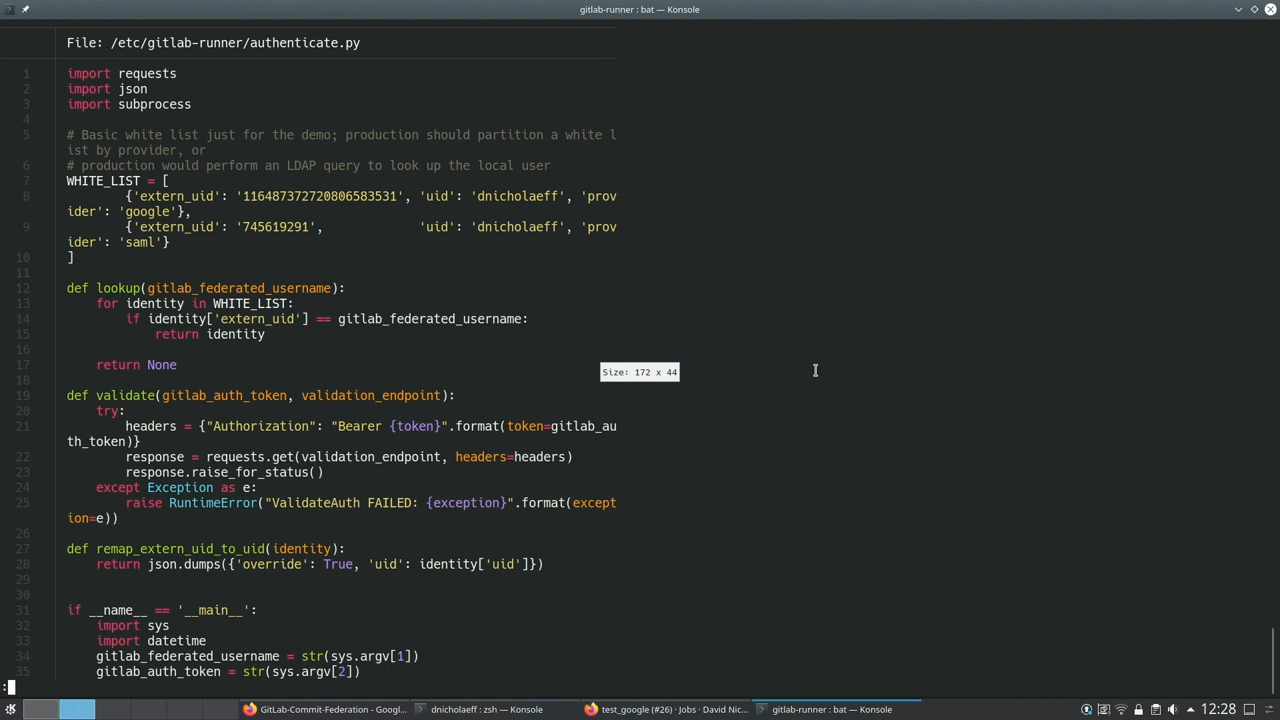 gitlab-runner : bat — Konsole
File: /etc/gitlab-runner/authenticate.py
1 import requests
2 import json
3 import subprocess
4
5 # Basic white list just for the demo; production should partition a white l
ist by provider, or
6 # production would perform an LDAP query to look up the local user
7 WHITE_LIST = [
8         {'extern_uid': '116487372720806583531', 'uid': 'dnicholaeff', 'prov
ider': 'google'},
9         {'extern_uid': '745619291',             'uid': 'dnicholaeff', 'prov
ider': 'saml'}
10 ]
11
12 def lookup(gitlab_federated_username):
13     for identity in WHITE_LIST:
14         if identity['extern_uid'] == gitlab_federated_username:
15             return identity
16
17     return None
Size: 172 x 44
18
19 def validate(gitlab_auth_token, validation_endpoint):
20     try:
21         headers = {"Authorization": "Bearer {token}".format(token=gitlab_au
th_token)}
22         response = requests.get(validation_endpoint, headers=headers)
23         response.raise_for_status()
24     except Exception as e:
25         raise RuntimeError("ValidateAuth FAILED: {exception}".format(except
ion=e))
26
27 def remap_extern_uid_to_uid(identity):
28     return json.dumps({'override': True, 'uid': identity['uid']})
29
30
31 if __name__ == '__main__':
32     import sys
33     import datetime
34     gitlab_federated_username = str(sys.argv[1])
35     gitlab_auth_token = str(sys.argv[2])
:
GitLab-Commit-Federation - Googl... dnicholaeff : zsh — Konsole test_google (#26) · Jobs · David Nic... gitlab-runner : bat — Konsole 12:28